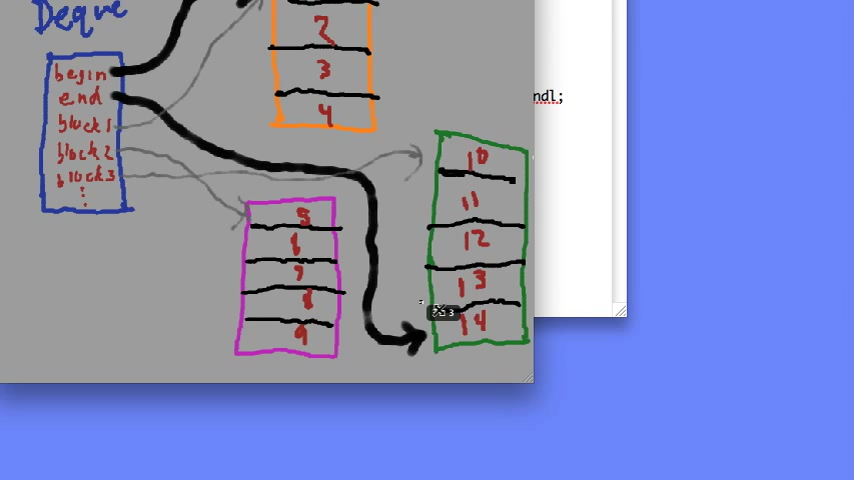 Deque
begin
end
block1
block2
block3
2
3
4
5
6
7
8
9
10
11
12
13
14
ndl;